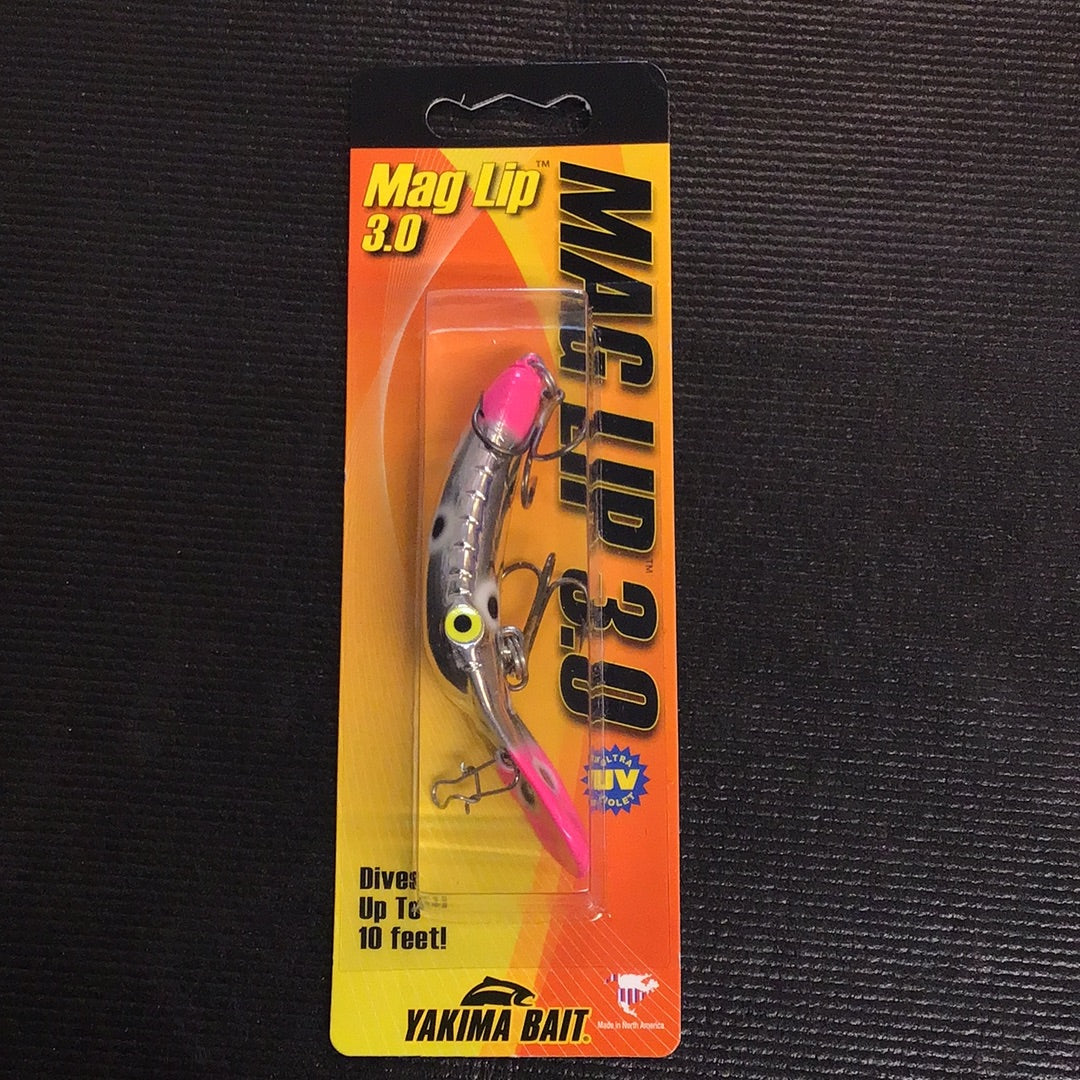 Mag Lip™
3.0
MAG LIP™ 3.0
ULTRA
UV
VIOLET
Dives
Up To
10 feet!
YAKIMA BAIT®
Made in North America